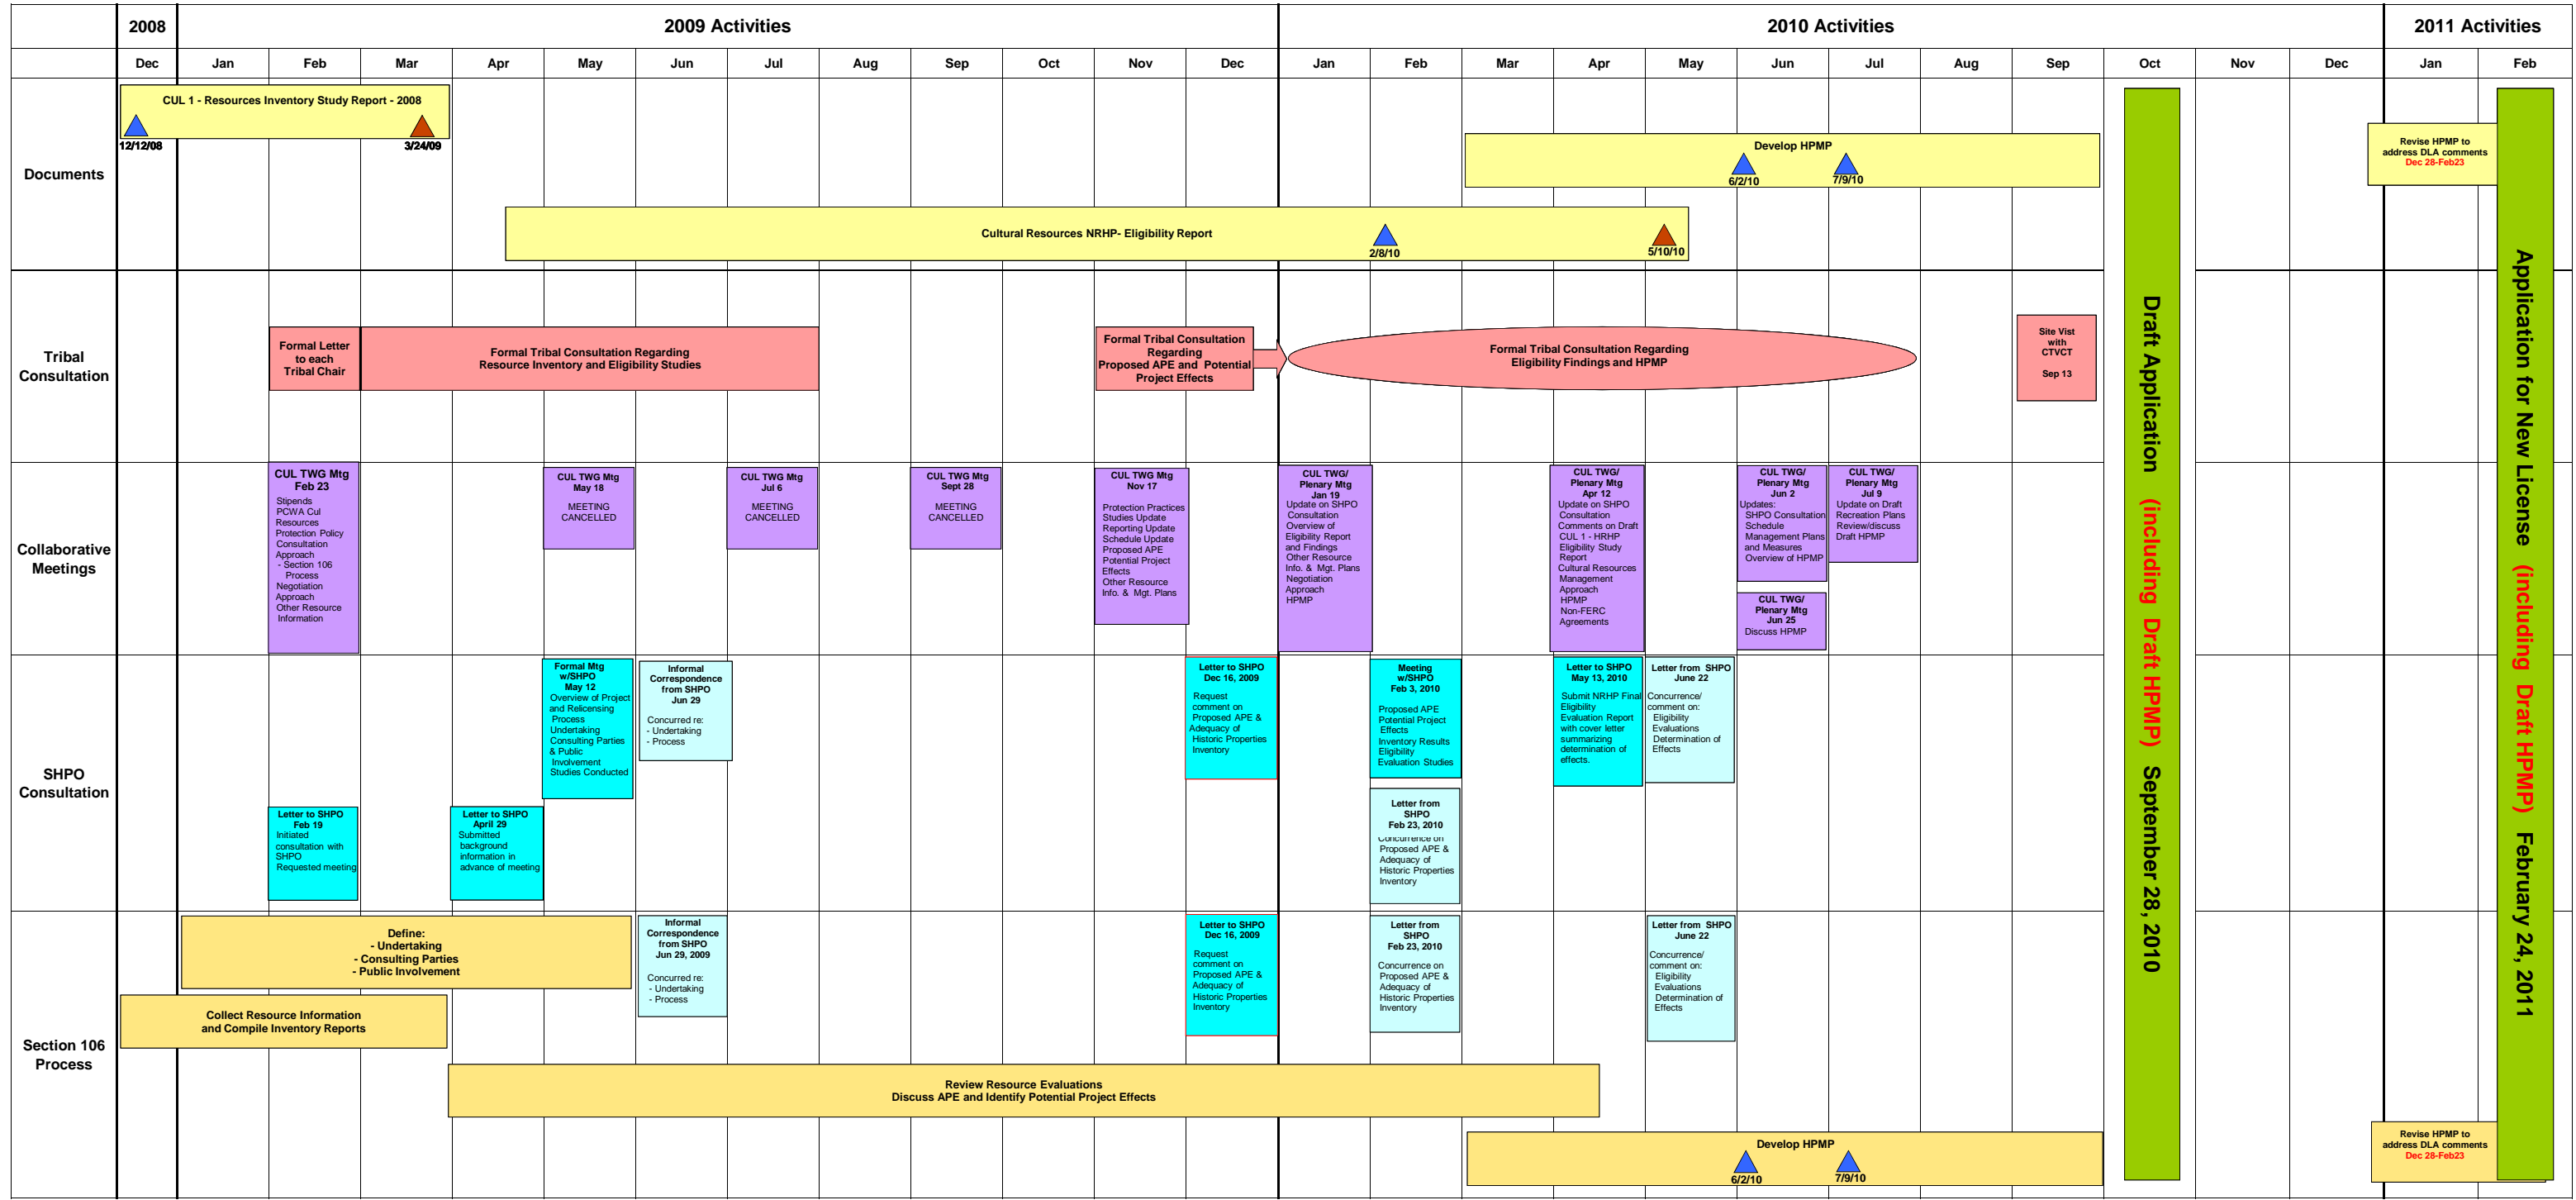 2008
2009 Activities
2010 Activities
2011 Activities
Dec
Jan
Feb
Mar
Apr
May
Jun
Jul
Aug
Sep
Oct
Nov
Dec
Jan
Feb
Mar
Apr
May
Jun
Jul
Aug
Sep
Oct
Nov
Dec
Jan
Feb
Documents
CUL 1 - Resources Inventory Study Report - 2008
12/12/08
3/24/09
Develop HPMP
6/2/10
7/9/10
Revise HPMP to
address DLA comments
Dec 28-Feb23
Cultural Resources NRHP- Eligibility Report
2/8/10
5/10/10
Tribal
Consultation
Formal Letter
to each
Tribal Chair
Formal Tribal Consultation Regarding
Resource Inventory and Eligibility Studies
Formal Tribal Consultation
Regarding
Proposed APE and Potential
Project Effects
Formal Tribal Consultation Regarding
Eligibility Findings and HPMP
Site Vist
with
CTVCT
Sep 13
Collaborative
Meetings
CUL TWG Mtg
Feb 23
Stipends
PCWA Cul
Resources
Protection Policy
Consultation
Approach
- Section 106
Process
Negotiation
Approach
Other Resource
Information
CUL TWG Mtg
May 18
MEETING
CANCELLED
CUL TWG Mtg
Jul 6
MEETING
CANCELLED
CUL TWG Mtg
Sept 28
MEETING
CANCELLED
CUL TWG Mtg
Nov 17
Protection Practices
Studies Update
Reporting Update
Schedule Update
Proposed APE
Potential Project
Effects
Other Resource
Info. & Mgt. Plans
CUL TWG/
Plenary Mtg
Jan 19
Update on SHPO
Consultation
Overview of
Eligibility Report
and Findings
Other Resource
Info. & Mgt. Plans
Negotiation
Approach
HPMP
CUL TWG/
Plenary Mtg
Apr 12
Update on SHPO
Consultation
Comments on Draft
CUL 1 - HRHP
Eligibility Study
Report
Cultural Resources
Management
Approach
HPMP
Non-FERC
Agreements
CUL TWG/
Plenary Mtg
Jun 2
Updates:
SHPO Consultation
Schedule
Management Plans
and Measures
Overview of HPMP
CUL TWG/
Plenary Mtg
Jun 25
Discuss HPMP
CUL TWG/
Plenary Mtg
Jul 9
Update on Draft
Recreation Plans
Review/discuss
Draft HPMP
SHPO
Consultation
Letter to SHPO
Feb 19
Initiated
consultation with
SHPO
Requested meeting
Letter to SHPO
April 29
Submitted
background
information in
advance of meeting
Formal Mtg
w/SHPO
May 12
Overview of Project
and Relicensing
Process
Undertaking
Consulting Parties
& Public
Involvement
Studies Conducted
Informal
Correspondence
from SHPO
Jun 29
Concurred re:
- Undertaking
- Process
Letter to SHPO
Dec 16, 2009
Request
comment on
Proposed APE &
Adequacy of
Historic Properties
Inventory
Meeting
w/SHPO
Feb 3, 2010
Proposed APE
Potential Project
Effects
Inventory Results
Eligibility
Evaluation Studies
Letter from
SHPO
Feb 23, 2010
Concurrence on
Proposed APE &
Adequacy of
Historic Properties
Inventory
Letter to SHPO
May 13, 2010
Submit NRHP Final
Eligibility
Evaluation Report
with cover letter
summarizing
determination of
effects.
Letter from SHPO
June 22
Concurrence/
comment on:
Eligibility
Evaluations
Determination of
Effects
Section 106
Process
Define:
- Undertaking
- Consulting Parties
- Public Involvement
Collect Resource Information
and Compile Inventory Reports
Informal
Correspondence
from SHPO
Jun 29, 2009
Concurred re:
- Undertaking
- Process
Letter to SHPO
Dec 16, 2009
Request
comment on
Proposed APE &
Adequacy of
Historic Properties
Inventory
Letter from
SHPO
Feb 23, 2010
Concurrence on
Proposed APE &
Adequacy of
Historic Properties
Inventory
Letter from SHPO
June 22
Concurrence/
comment on:
Eligibility
Evaluations
Determination of
Effects
Review Resource Evaluations
Discuss APE and Identify Potential Project Effects
Develop HPMP
6/2/10
7/9/10
Revise HPMP to
address DLA comments
Dec 28-Feb23
Draft Application (including Draft HPMP) September 28, 2010
Application for New License (including Draft HPMP) February 24, 2011